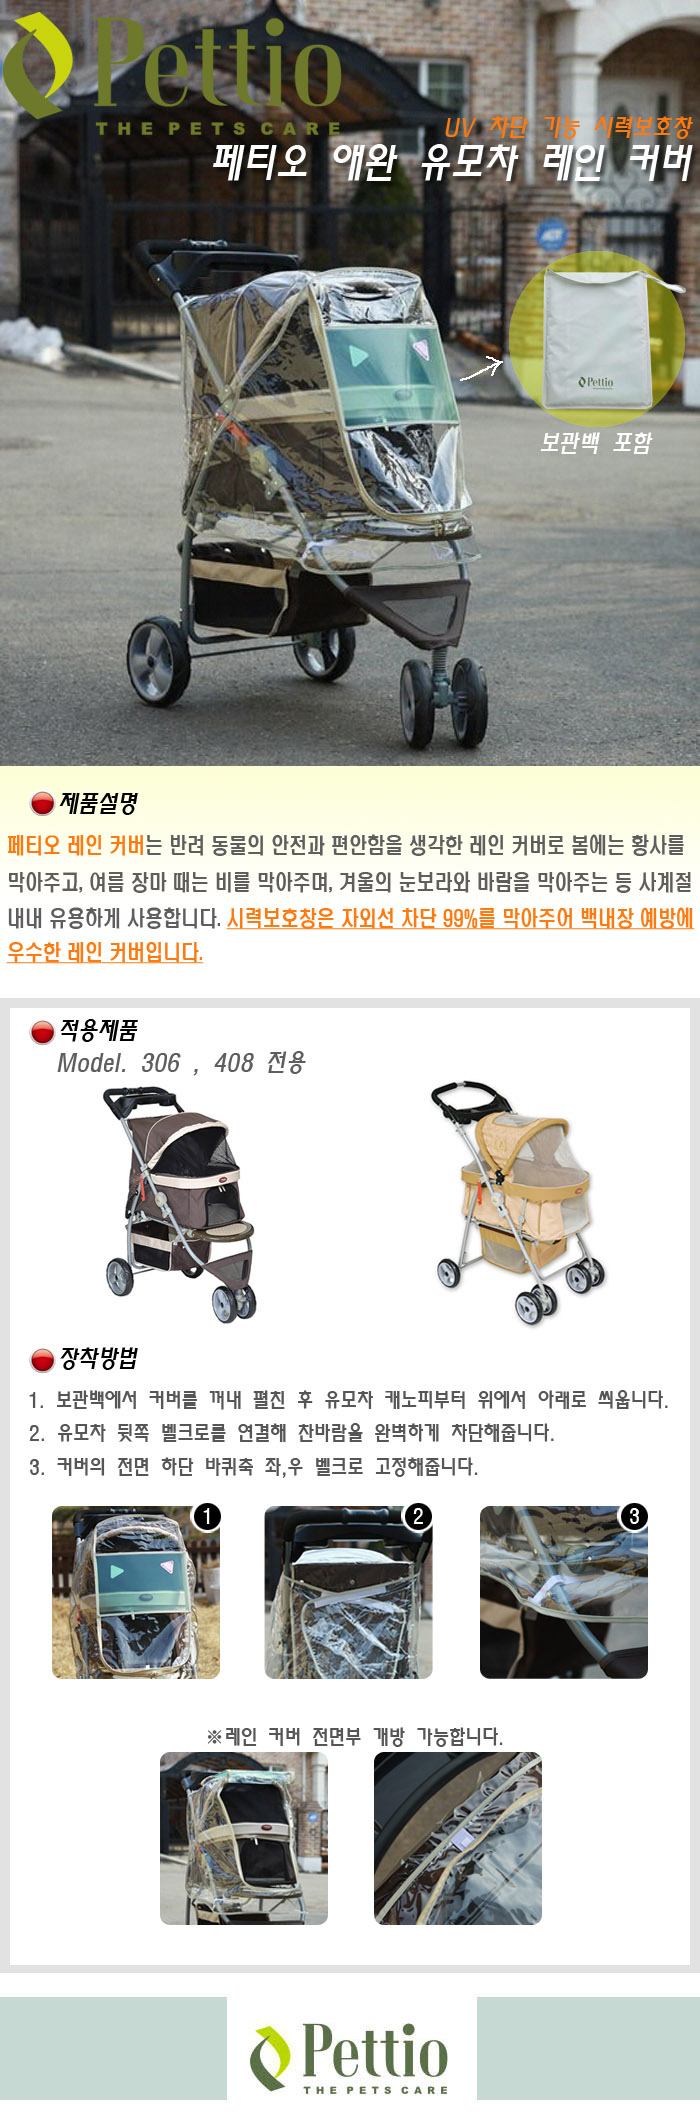 Pettio
THE PETS CARE
UV 차단 기능 시력보호창
페티오 애완 유모차 레인 커버
Pettio
보관백 포함
제품설명
페티오 레인 커버는 반려 동물의 안전과 편안함을 생각한 레인 커버로 봄에는 황사를
막아주고, 여름 장마 때는 비를 막아주며, 겨울의 눈보라와 바람을 막아주는 등 사계절
내내 유용하게 사용합니다. 시력보호창은 자외선 차단 99%를 막아주어 백내장 예방에
우수한 레인 커버입니다.
적용제품
Model. 306 , 408 전용
장착방법
1. 보관백에서 커버를 꺼내 펼친 후 유모차 캐노피부터 위에서 아래로 씌웁니다.
2. 유모차 뒷쪽 벨크로를 연결해 찬바람을 완벽하게 차단해줍니다.
3. 커버의 전면 하단 바퀴축 좌,우 벨크로 고정해줍니다.
1
2
3
※레인 커버 전면부 개방 가능합니다.
Pettio
THE PETS CARE